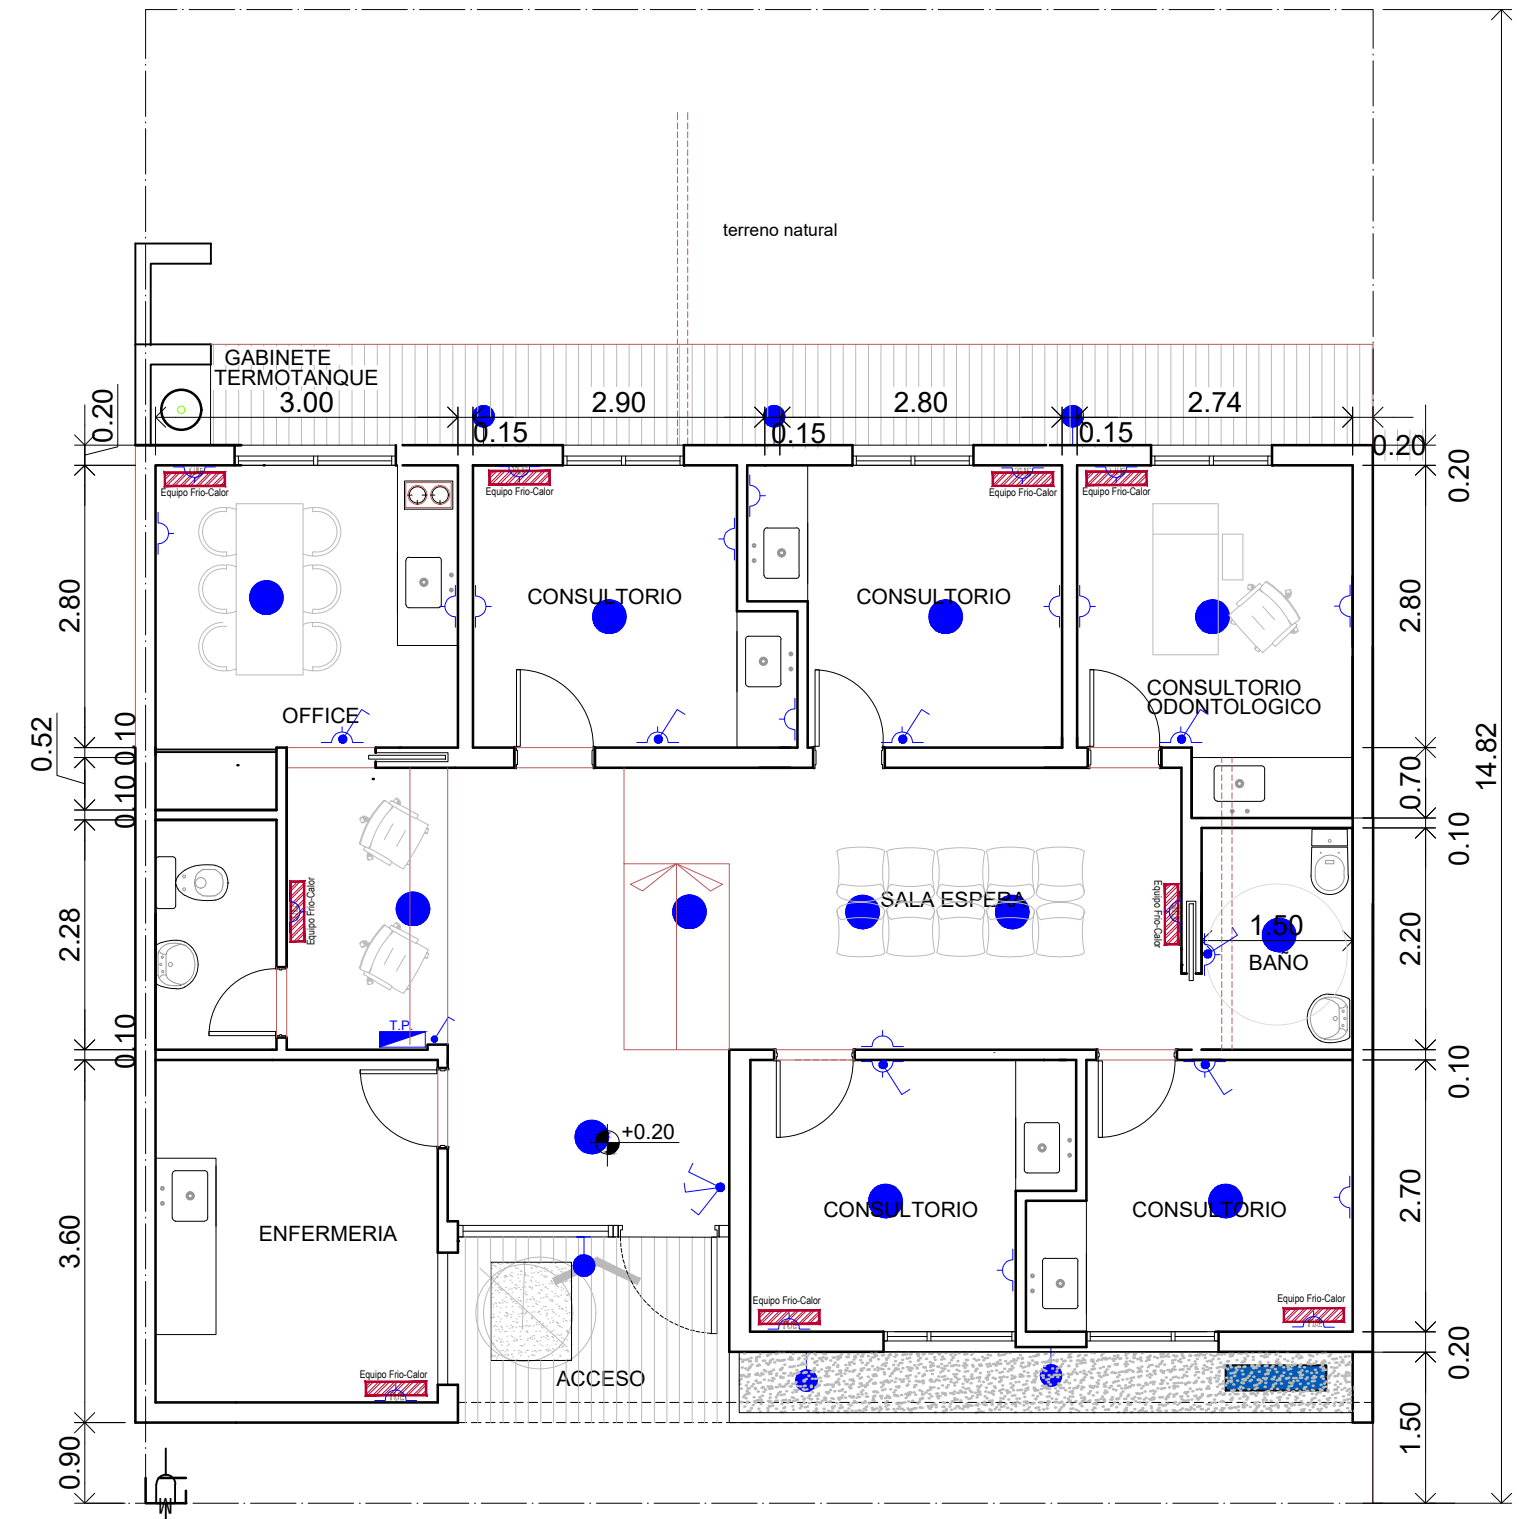 terreno natural
GABINETE
TERMOTANQUE
3.00
2.90
2.80
2.74
0.20
0.15
0.15
0.15
0.20
0.20
Equipo Frio-Calor
Equipo Frio-Calor
Equipo Frio-Calor
Equipo Frio-Calor
2.80
CONSULTORIO
CONSULTORIO
2.80
CONSULTORIO
ODONTOLOGICO
OFFICE
0.52
0.10
0.10
14.82
0.70
0.10
2.28
Equipo Frio-Calor
SALA ESPERA
Equipo Frio-Calor
1.50
BAÑO
2.20
T.P.
0.10
0.10
+0.20
3.60
ENFERMERIA
CONSULTORIO
CONSULTORIO
2.70
Equipo Frio-Calor
Equipo Frio-Calor
Equipo Frio-Calor
ACCESO
0.20
1.50
0.90